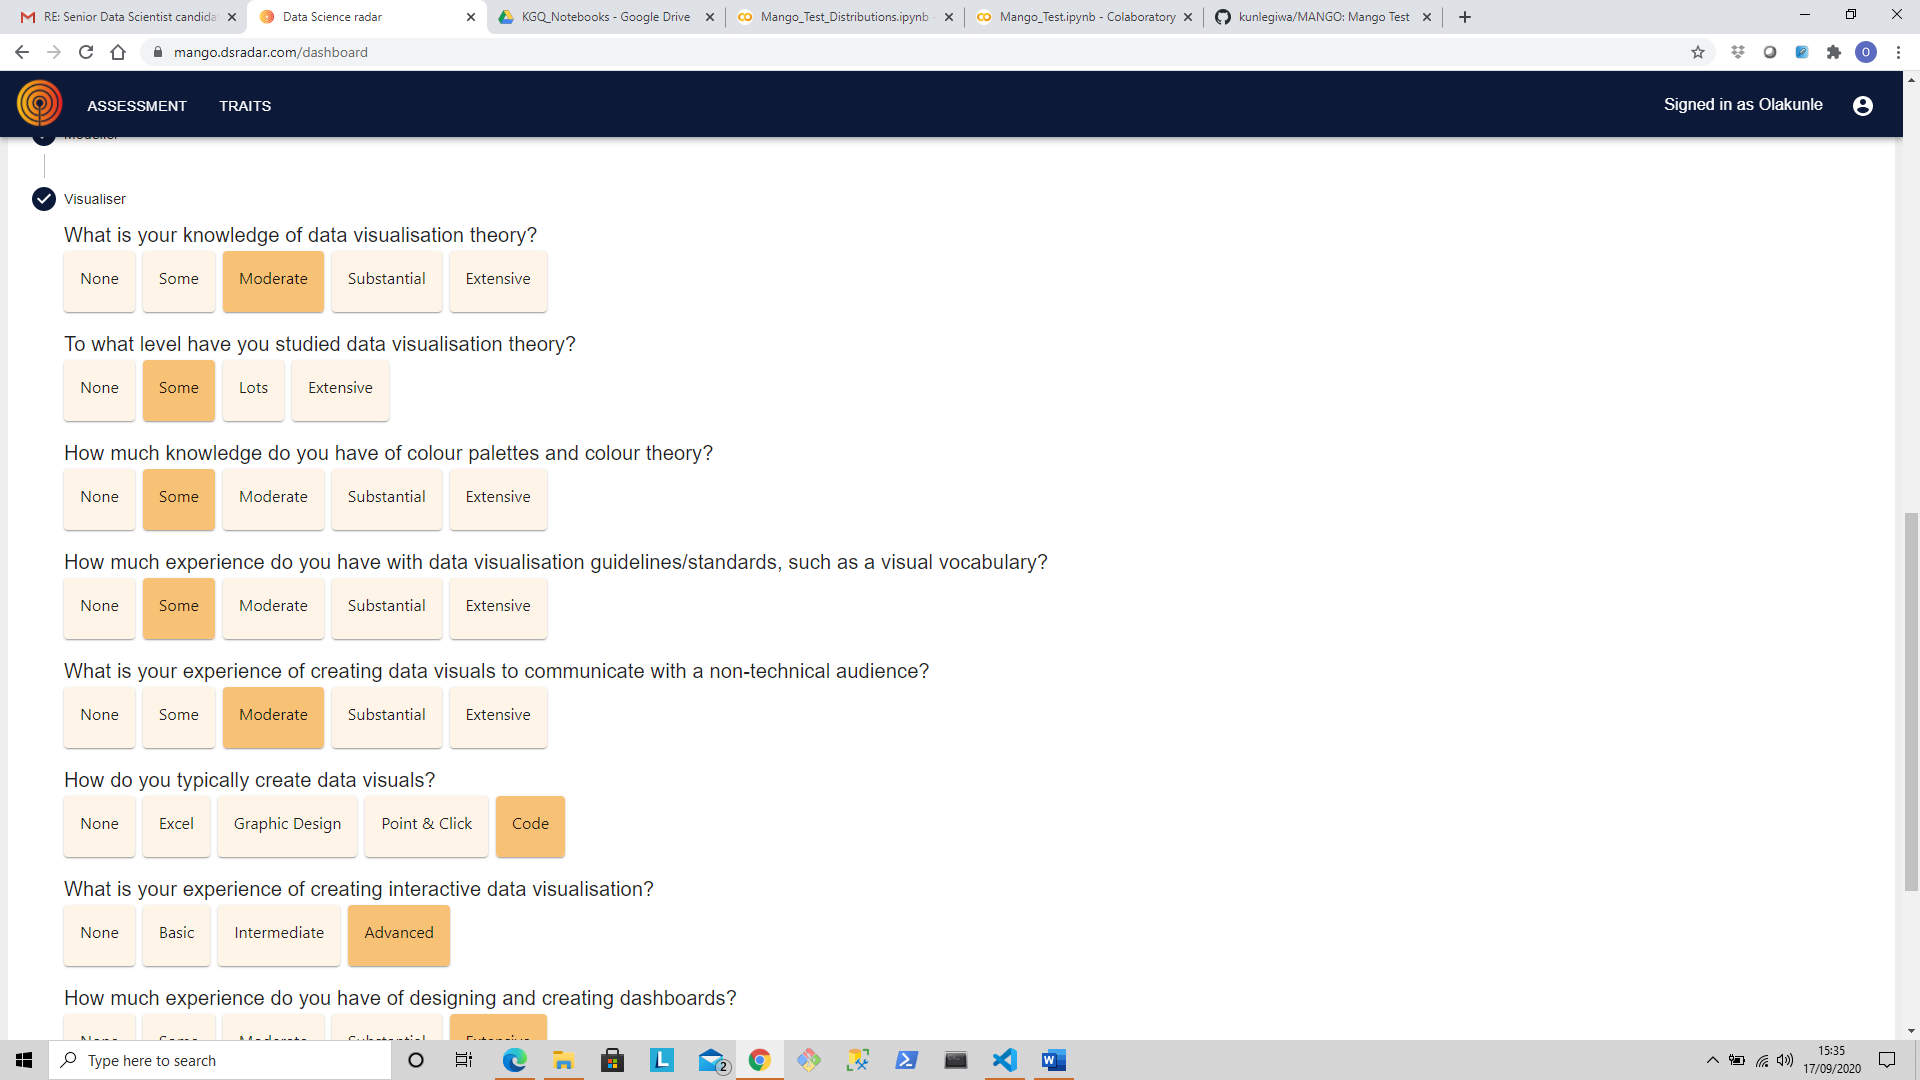 RE: Senior Data Scientist candida
Data Science radar
KGQ_Notebooks - Google Drive
Mango_Test_Distributions.ipynb
Mango_Test.ipynb - Colaboratory
kunlegiwa/MANGO: Mango Test
mango.dsradar.com/dashboard
O
ASSESSMENT TRAITS Signed in as Olakunle
Modeller
Visualiser
What is your knowledge of data visualisation theory?
None Some Moderate Substantial Extensive
To what level have you studied data visualisation theory?
None Some Lots Extensive
How much knowledge do you have of colour palettes and colour theory?
None Some Moderate Substantial Extensive
How much experience do you have with data visualisation guidelines/standards, such as a visual vocabulary?
None Some Moderate Substantial Extensive
What is your experience of creating data visuals to communicate with a non-technical audience?
None Some Moderate Substantial Extensive
How do you typically create data visuals?
None Excel Graphic Design Point & Click Code
What is your experience of creating interactive data visualisation?
None Basic Intermediate Advanced
How much experience do you have of designing and creating dashboards?
None Some Moderate Substantial Extensive
Type here to search
L
2
W
15:35
17/09/2020